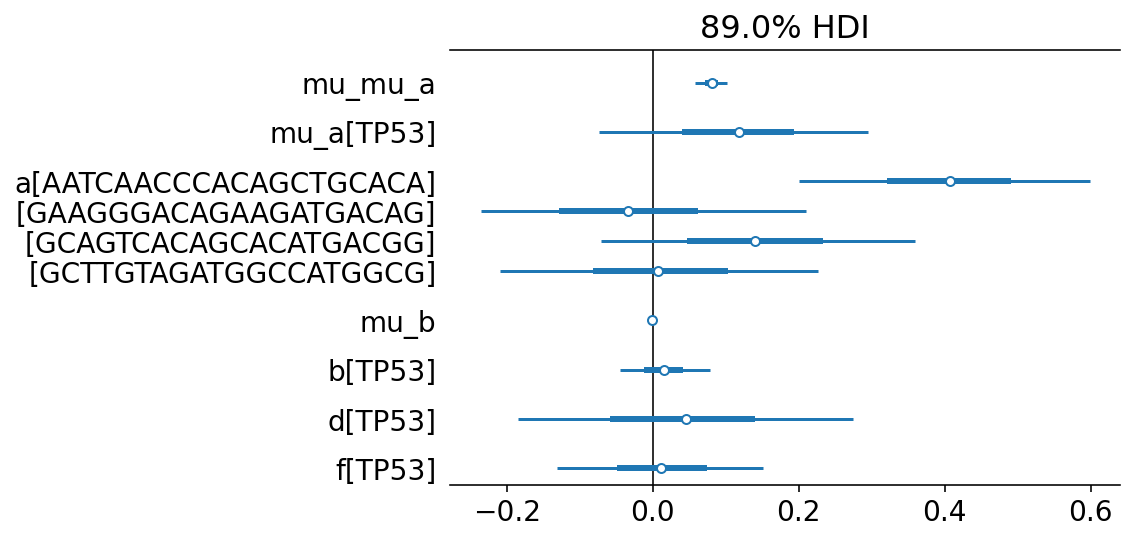 89.0% HDI
mu_mu_a
mu_a[TP53]
a[AATCAACCCACAGCTGCACA]
[GAAGGGACAGAAGATGACAG]
[GCAGTCACAGCACATGACGG]
[GCTTGTAGATGGCCATGGCG]
mu_b
b[TP53]
d[TP53]
f[TP53]
−0.2 0.0 0.2 0.4 0.6